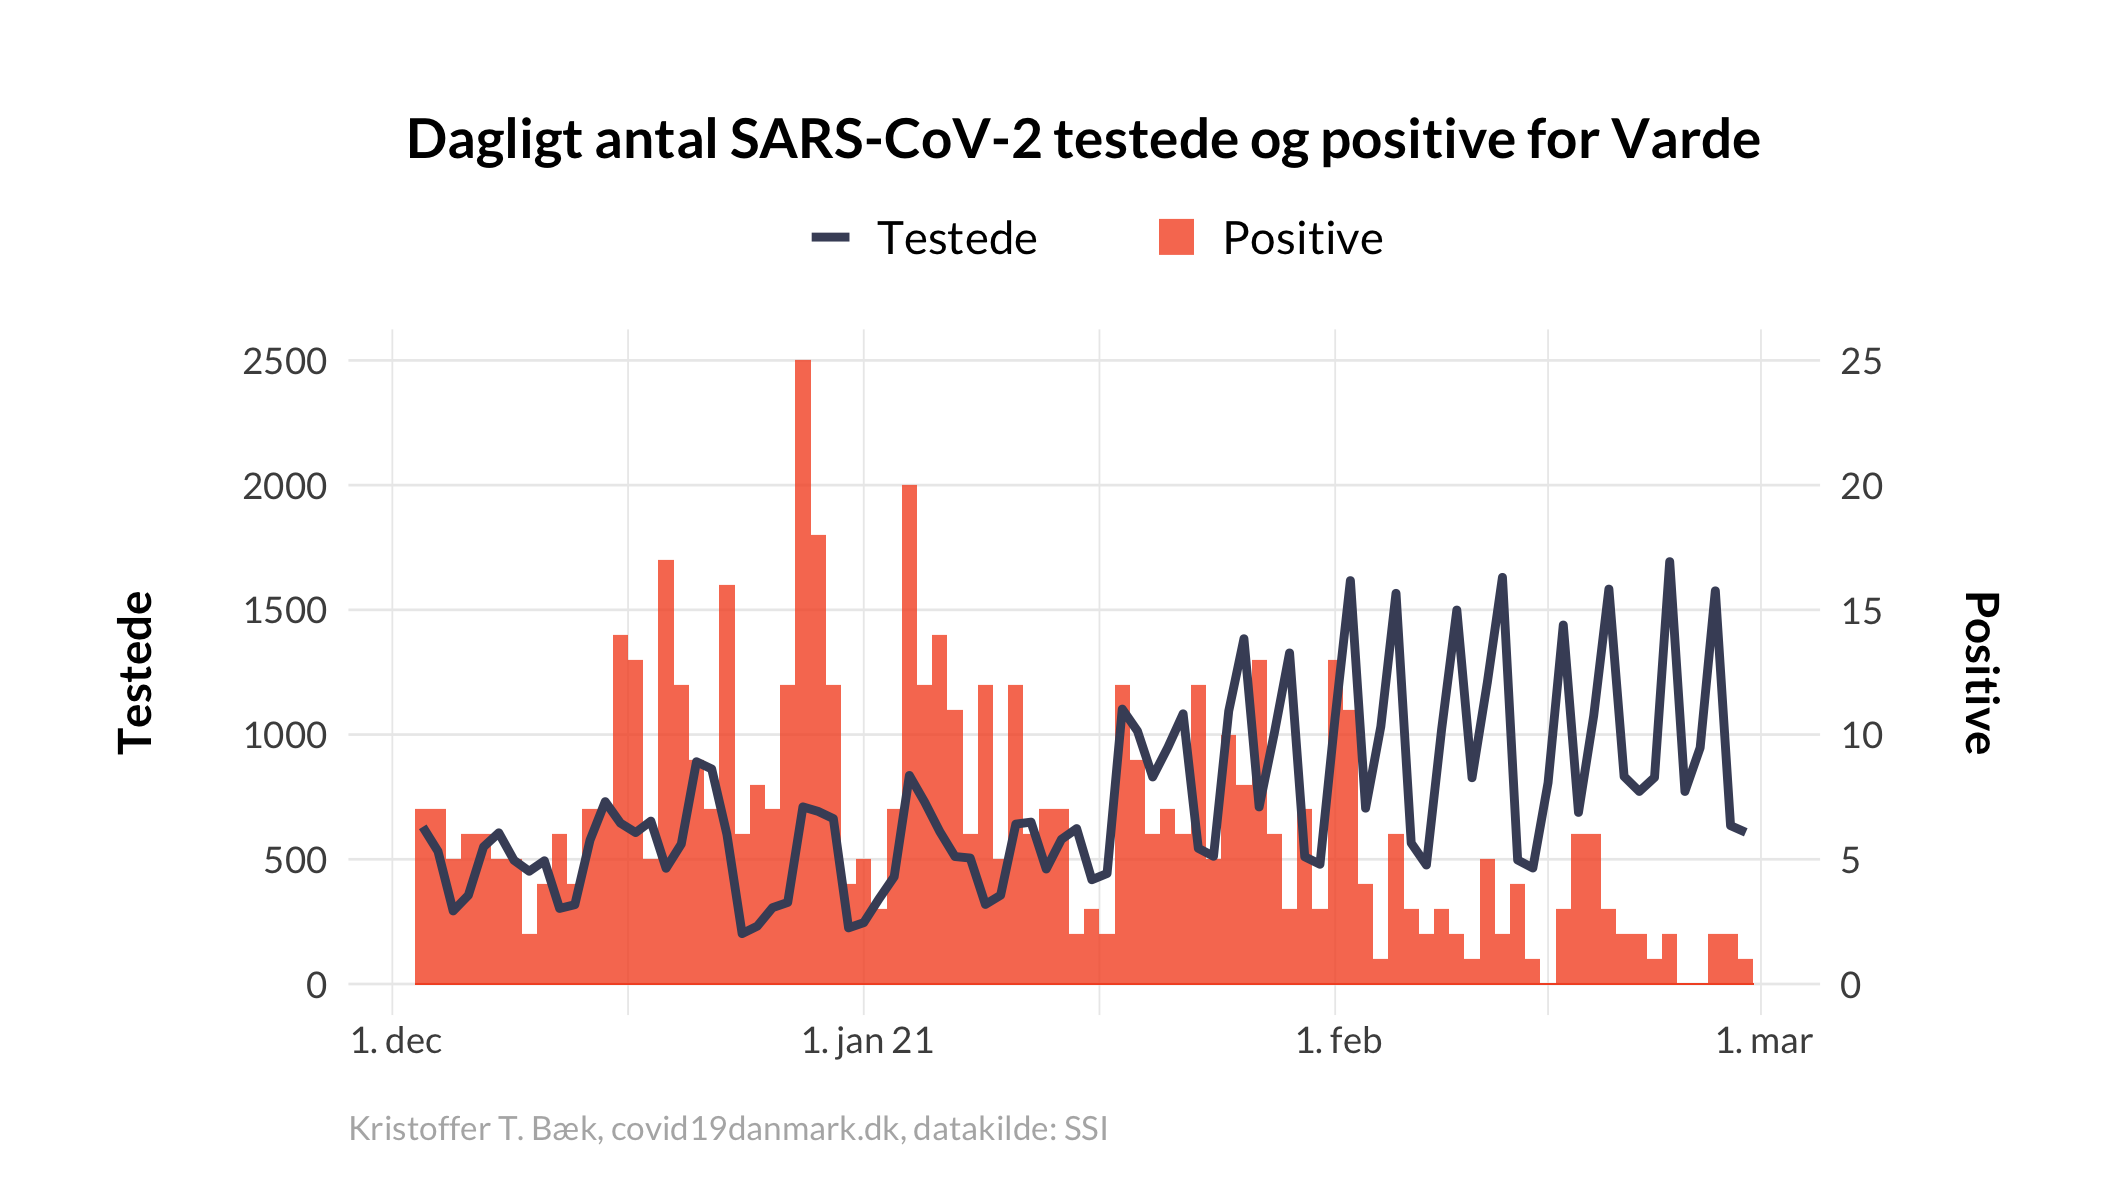 Dagligt antal SARS-CoV-2 testede og positive for Varde
Testede Positive
2500 25
2000 20
1500 15
1000 10
500 5
0 0
Testede
Positive
1. dec 1. jan 21 1. feb 1. mar
Kristoffer T. Bæk, covid19danmark.dk, datakilde: SSI